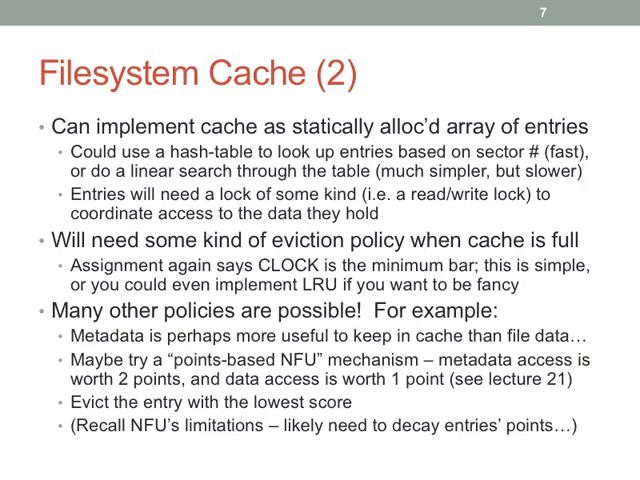 7
Filesystem Cache (2)
• Can implement cache as statically alloc'd array of entries
• Could use a hash-table to look up entries based on sector # (fast),
or do a linear search through the table (much simpler, but slower)
• Entries will need a lock of some kind (i.e. a read/write lock) to
coordinate access to the data they hold
• Will need some kind of eviction policy when cache is full
• Assignment again says CLOCK is the minimum bar; this is simple,
or you could even implement LRU if you want to be fancy
• Many other policies are possible!  For example:
• Metadata is perhaps more useful to keep in cache than file data…
• Maybe try a “points-based NFU” mechanism – metadata access is
worth 2 points, and data access is worth 1 point (see lecture 21)
• Evict the entry with the lowest score
• (Recall NFU's limitations – likely need to decay entries' points…)